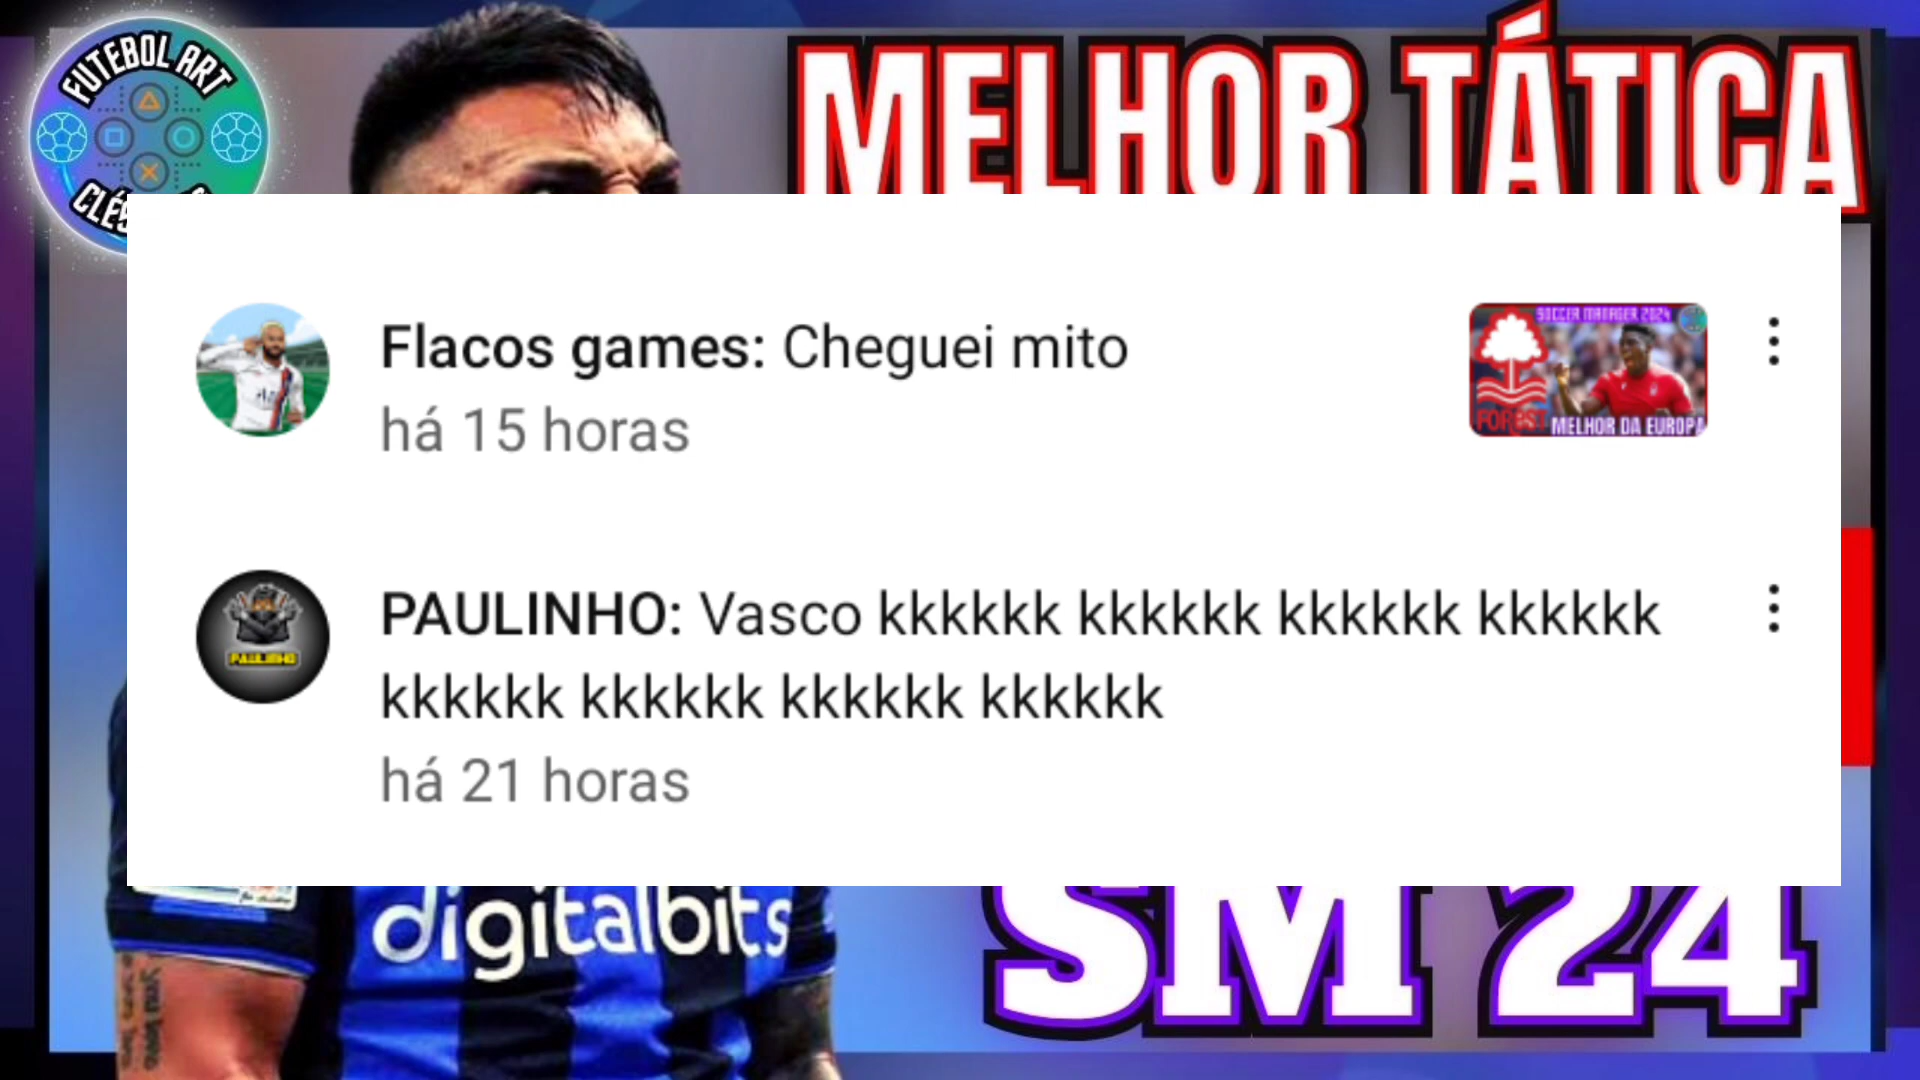 FUTEBOL ART
MELHOR TÁTICA
Flacos games: Cheguei mito
há 15 horas
SOCCER MANAGER 2024
FOREST
MELHOR DA EUROPA
PAULINHO: Vasco kkkkkk kkkkkk kkkkkk kkkkkk
kkkkkk kkkkkk kkkkkk kkkkkk
há 21 horas
PAULINHO
digitalbits
SM 24